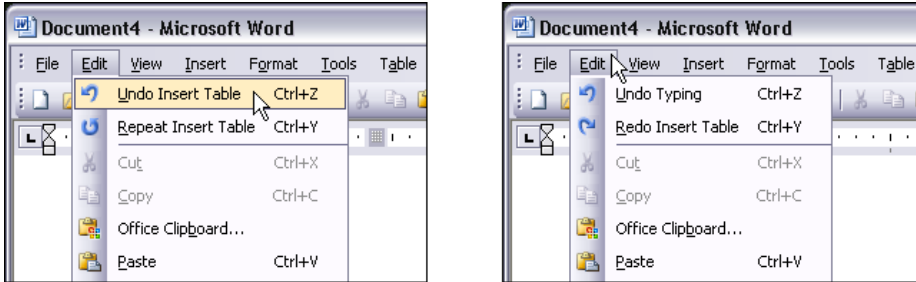 Document4 - Microsoft Word
File Edit View Insert Format Tools Table
Undo Insert Table Ctrl+Z
Repeat Insert Table Ctrl+Y
Cut Ctrl+X
Copy Ctrl+C
Office Clipboard...
Paste Ctrl+V
Document4 - Microsoft Word
File Edit View Insert Format Tools Table
Undo Typing Ctrl+Z
Redo Insert Table Ctrl+Y
Cut Ctrl+X
Copy Ctrl+C
Office Clipboard...
Paste Ctrl+V